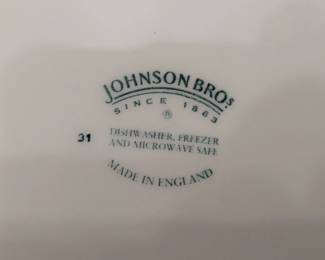 JOHNSON BROS
SINCE 1883
®
31
DISHWASHER, FREEZER
AND MICROWAVE SAFE
MADE IN ENGLAND